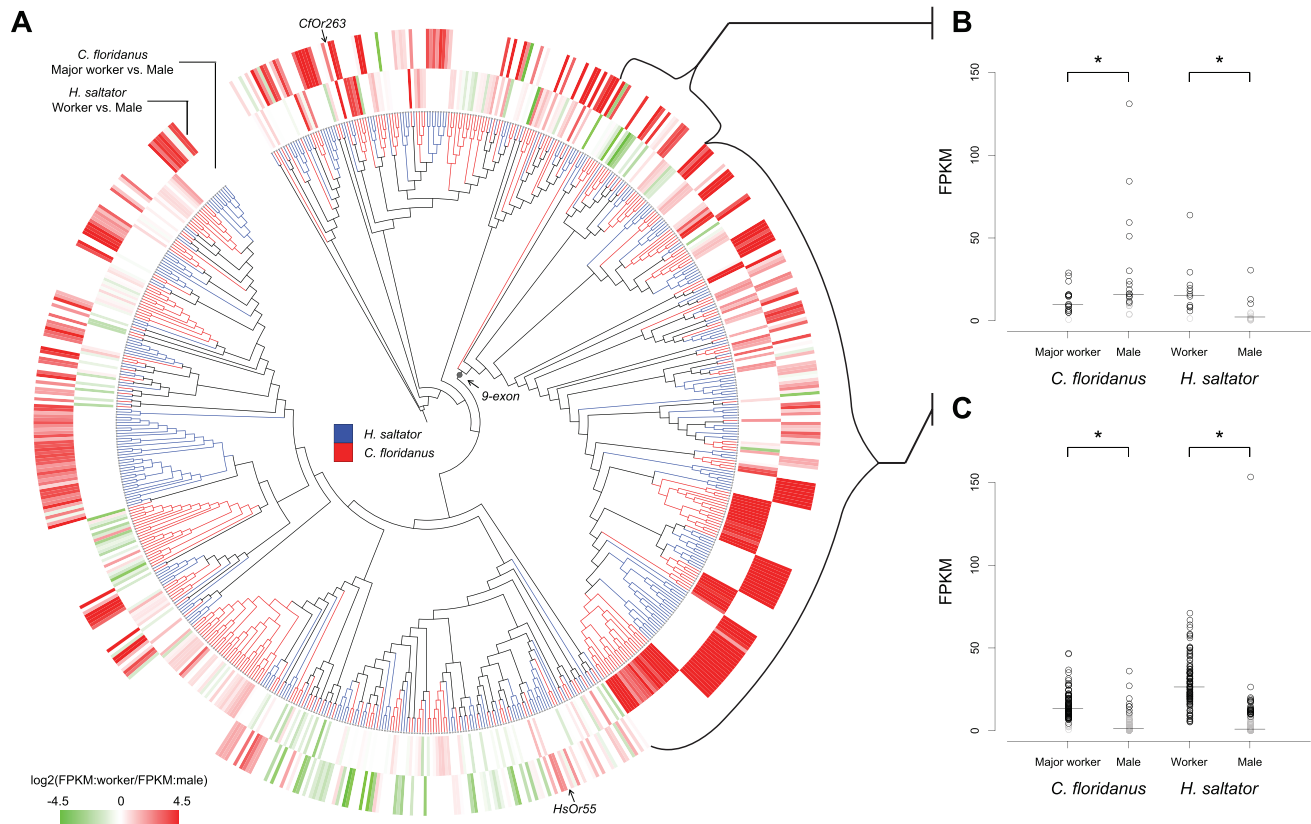 A
C. floridanus
Major worker vs. Male
H. saltator
Worker vs. Male
CfOr263
9-exon
H. saltator
C. floridanus
HsOr55
log2(FPKM:worker/FPKM:male)
-4.5 0 4.5
B
FPKM
150
100
50
0
* *
Major worker Male Worker Male
C. floridanus H. saltator
C
FPKM
150
100
50
0
* *
Major worker Male Worker Male
C. floridanus H. saltator